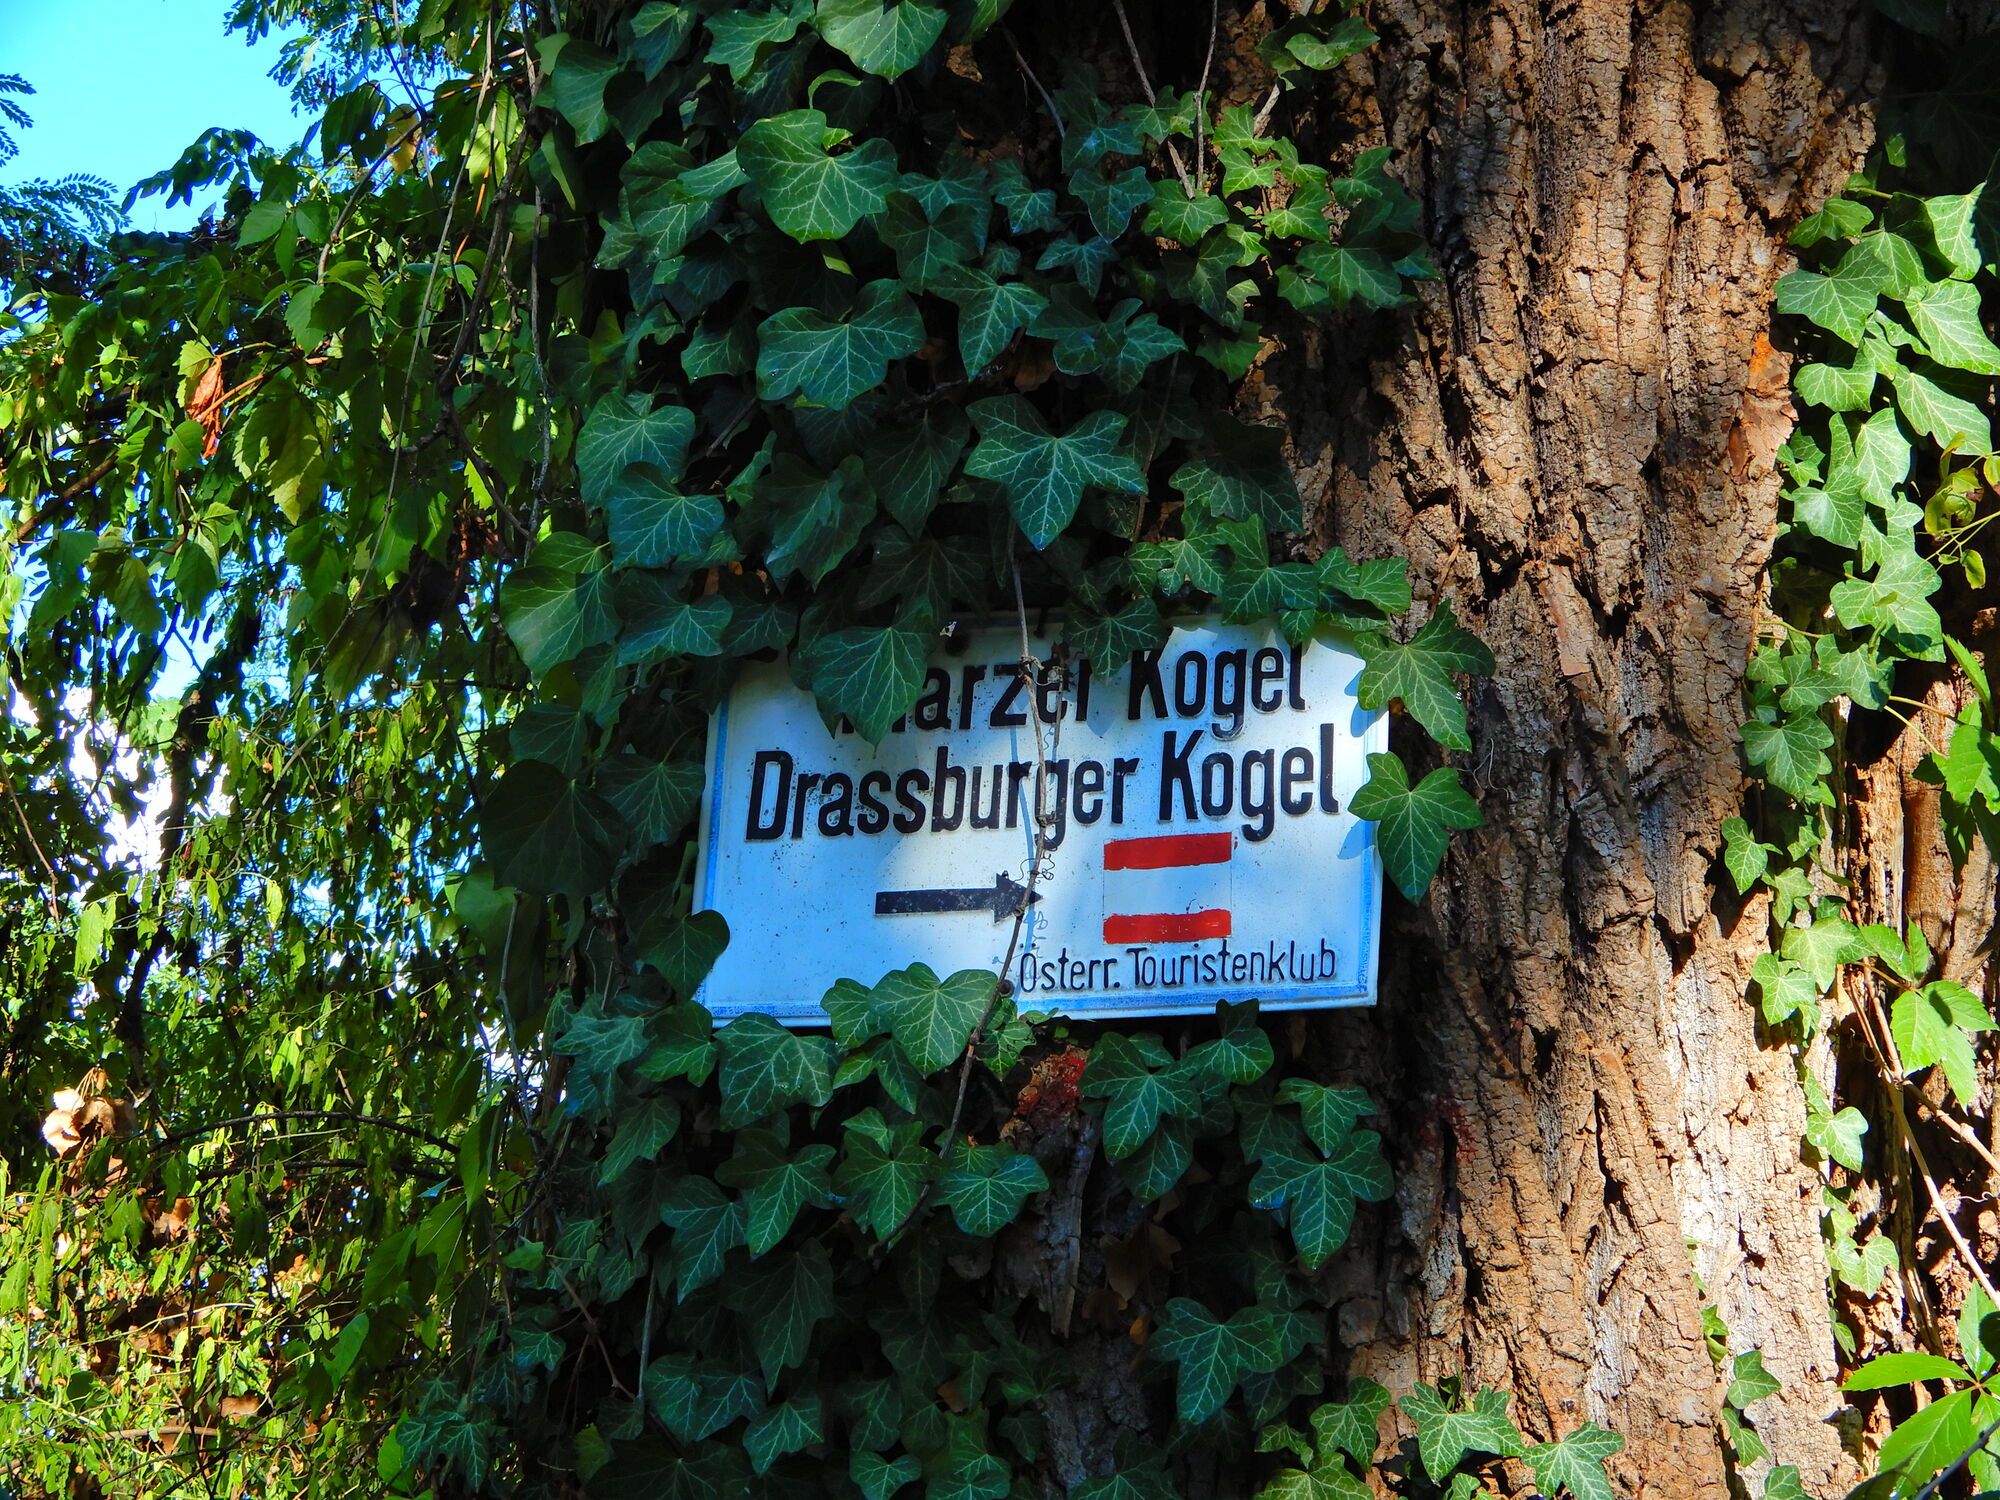 Kogel
Drassburger Kogel
Österr. Touristenklub